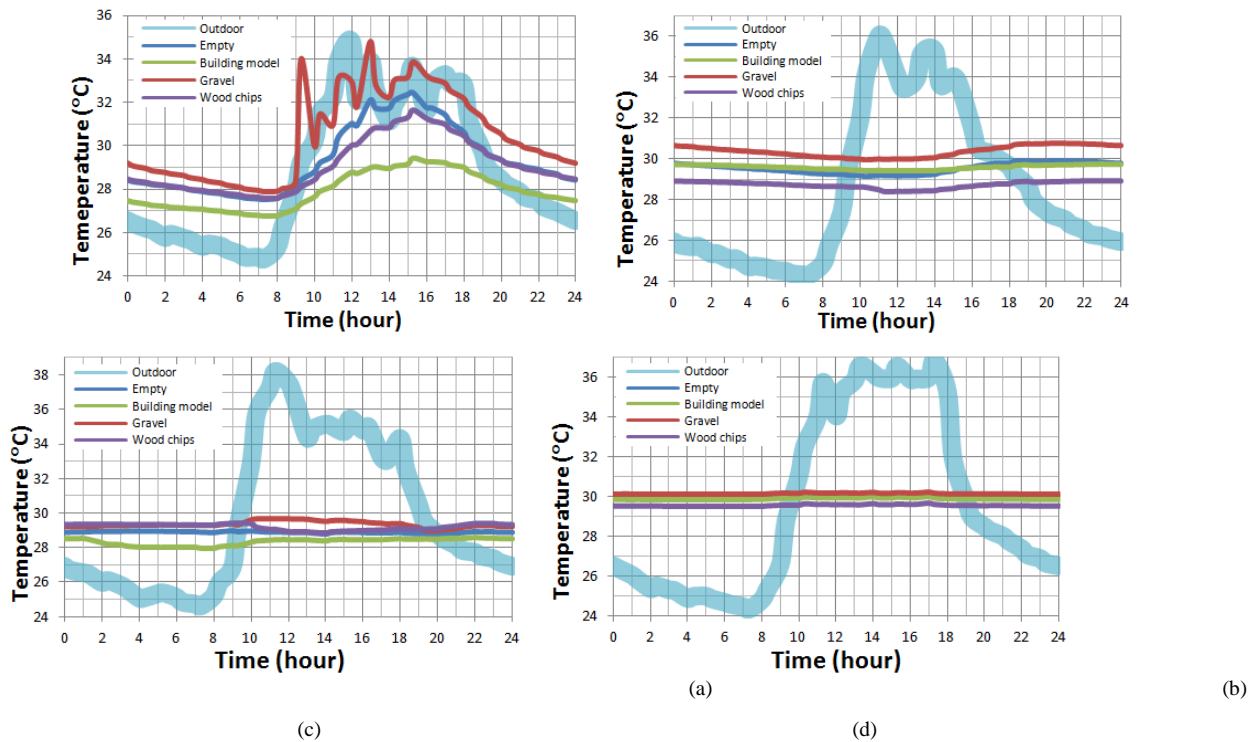 36
34
32
30
28
26
24
Temeperature (°C)
Outdoor
Empty
Building model
Gravel
Wood chips
0 2 4 6 8 10 12 14 16 18 20 22 24
Time (hour)
36
34
32
30
28
26
24
Temperature (°C)
Outdoor
Empty
Building model
Gravel
Wood chips
0 2 4 6 8 10 12 14 16 18 20 22 24
Time (hour)
38
36
34
32
30
28
26
24
Temperature (°C)
Outdoor
Empty
Building model
Gravel
Wood chips
0 2 4 6 8 10 12 14 16 18 20 22 24
Time (hour)
36
34
32
30
28
26
24
Temperature (°C)
Outdoor
Empty
Building model
Gravel
Wood chips
0 2 4 6 8 10 12 14 16 18 20 22 24
Time (hour)
(a) (b)
(c) (d)